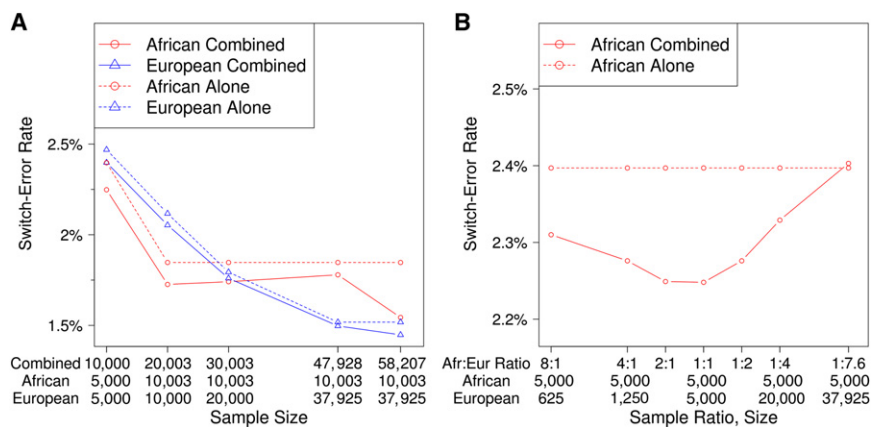 A
African Combined
European Combined
African Alone
European Alone
Switch-Error Rate
2.5%
2%
1.5%
Combined 10,000 20,003 30,003 47,928 58,207
African 5,000 10,003 10,003 10,003 10,003
European 5,000 10,000 20,000 37,925 37,925
Sample Size
B
African Combined
African Alone
Switch-Error Rate
2.5%
2.4%
2.3%
2.2%
Afr:Eur Ratio 8:1 4:1 2:1 1:1 1:2 1:4 1:7.6
African 5,000 5,000 5,000 5,000 5,000
European 625 1,250 5,000 20,000 37,925
Sample Ratio, Size